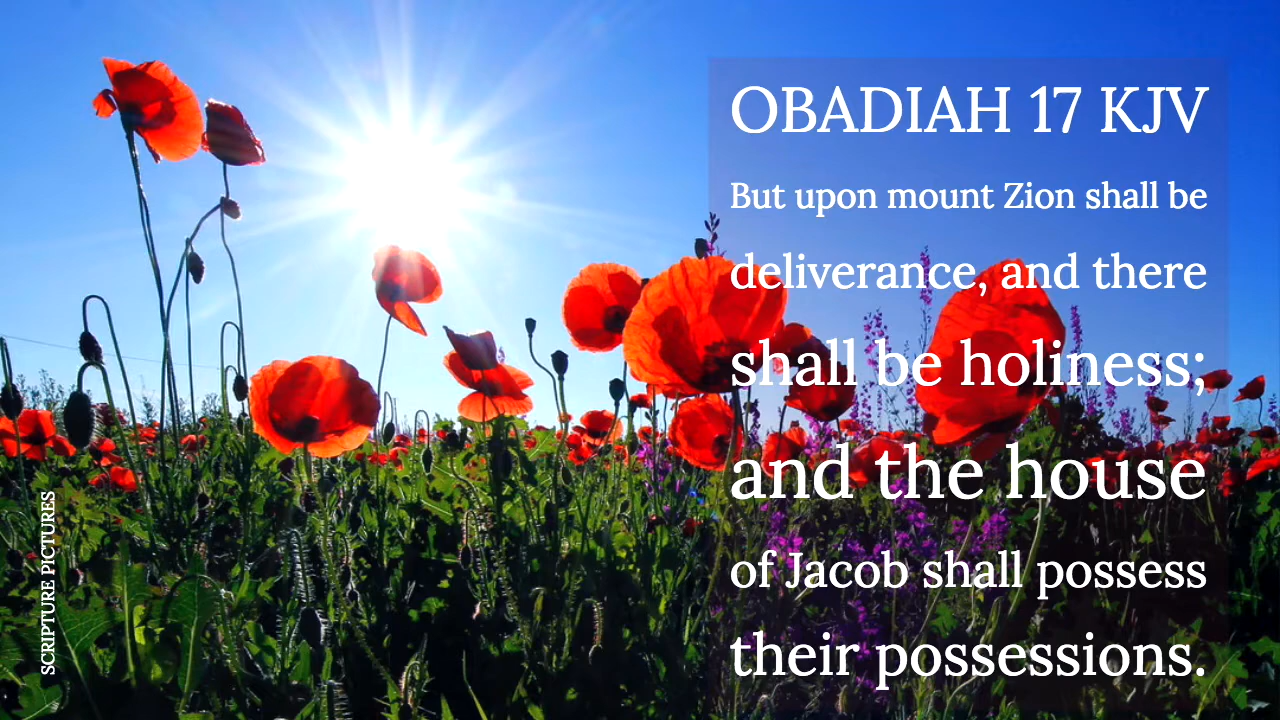 OBADIAH 17 KJV
But upon mount Zion shall be
deliverance, and there
shall be holiness;
and the house
of Jacob shall possess
their possessions.
SCRIPTURE PICTURES